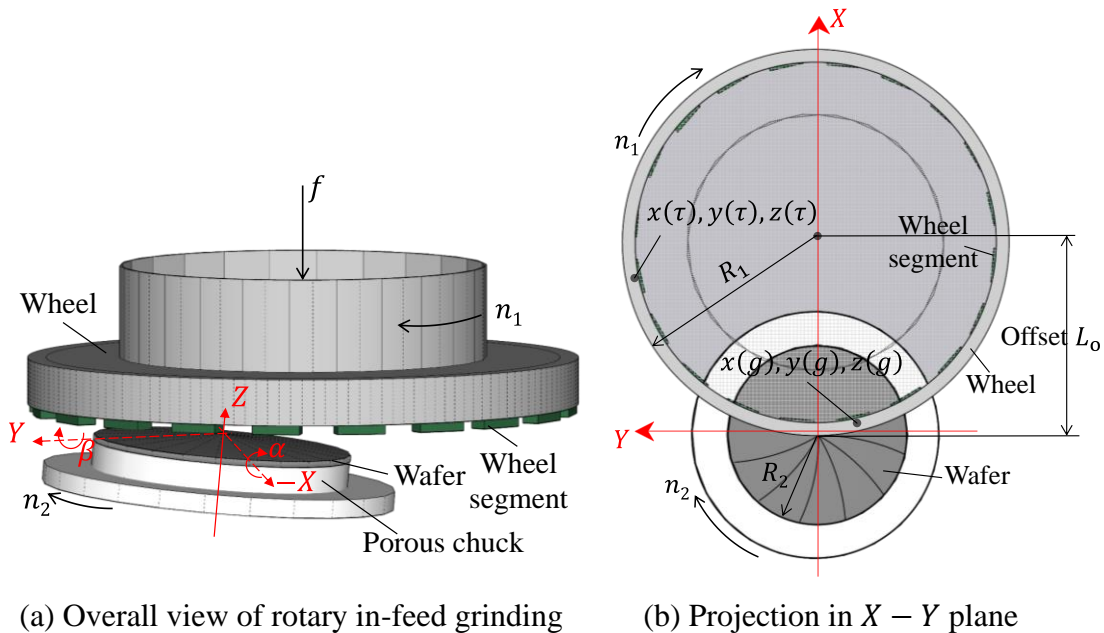 f
Wheel
n₁
Z
Y
β
α
−X
Wafer
Wheel
segment
n₂
Porous chuck
(a) Overall view of rotary in-feed grinding
X
n₁
x(τ), y(τ), z(τ)
Wheel
segment
R₁
Offset Lₒ
x(g), y(g), z(g)
Wheel
Y
R₂
Wafer
n₂
(b) Projection in X − Y plane